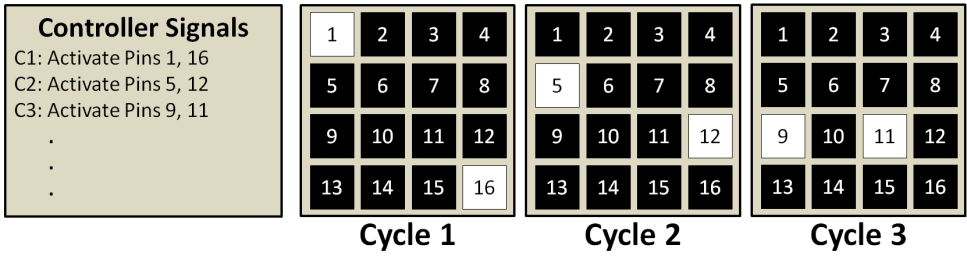 Controller Signals
C1: Activate Pins 1, 16
C2: Activate Pins 5, 12
C3: Activate Pins 9, 11
.
.
.
1 2 3 4
5 6 7 8
9 10 11 12
13 14 15 16
Cycle 1
1 2 3 4
5 6 7 8
9 10 11 12
13 14 15 16
Cycle 2
1 2 3 4
5 6 7 8
9 10 11 12
13 14 15 16
Cycle 3